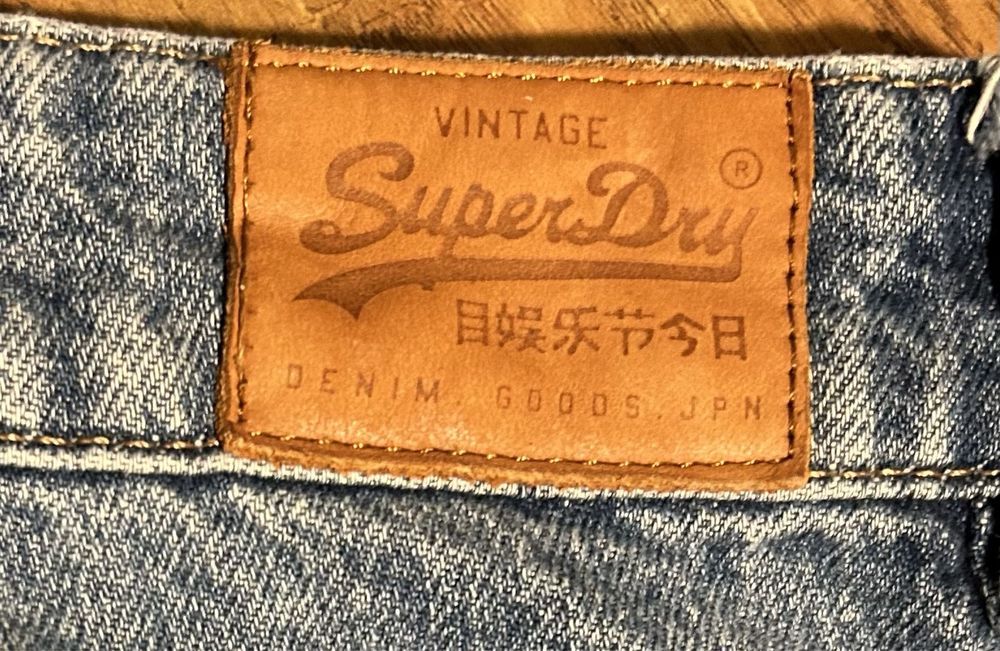 VINTAGE
SuperDry ®
目娱乐节今日
DENIM. GOODS. JPN